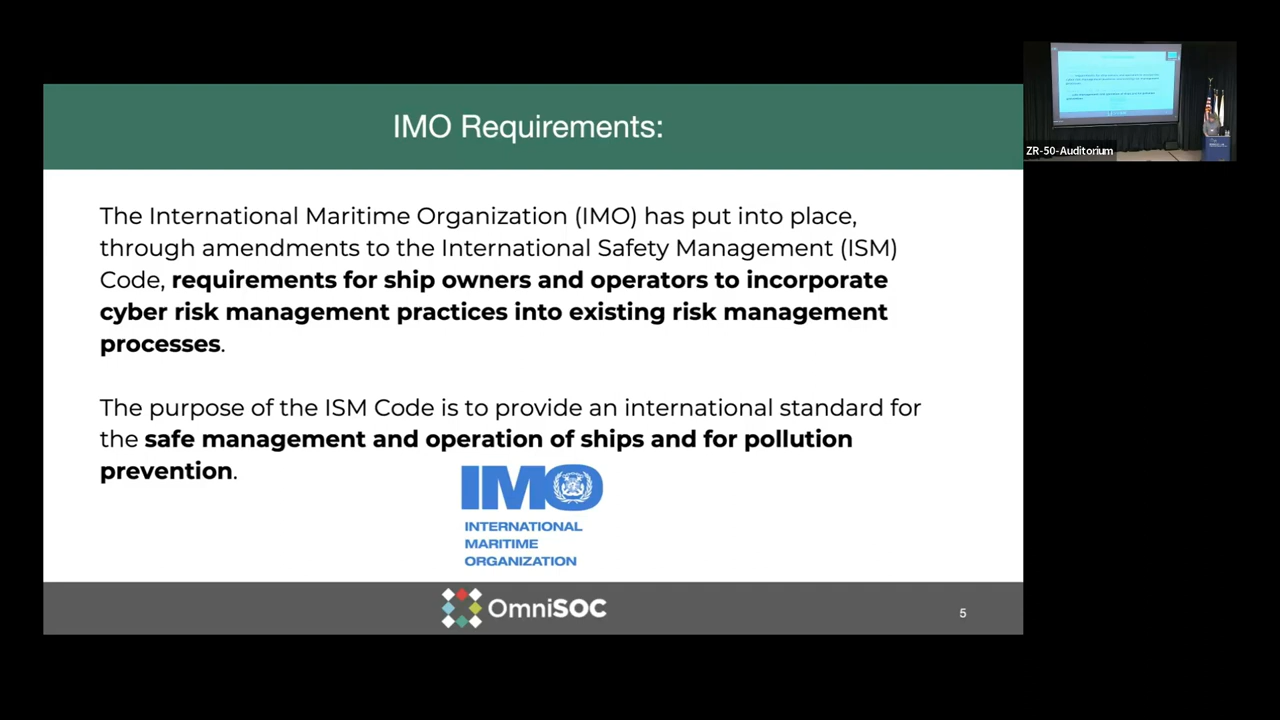 IMO Requirements:
The International Maritime Organization (IMO) has put into place,
through amendments to the International Safety Management (ISM)
Code, requirements for ship owners and operators to incorporate
cyber risk management practices into existing risk management
processes.
The purpose of the ISM Code is to provide an international standard for
the safe management and operation of ships and for pollution
prevention.
IMO
INTERNATIONAL
MARITIME
ORGANIZATION
OmniSOC
5
ZR-50-Auditorium